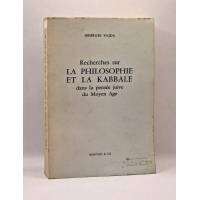 GEORGES VAJDA
Recherches sur
LA PHILOSOPHIE
ET LA KABBALE
dans la pensée juive
du Moyen Age
MOUTON & CO